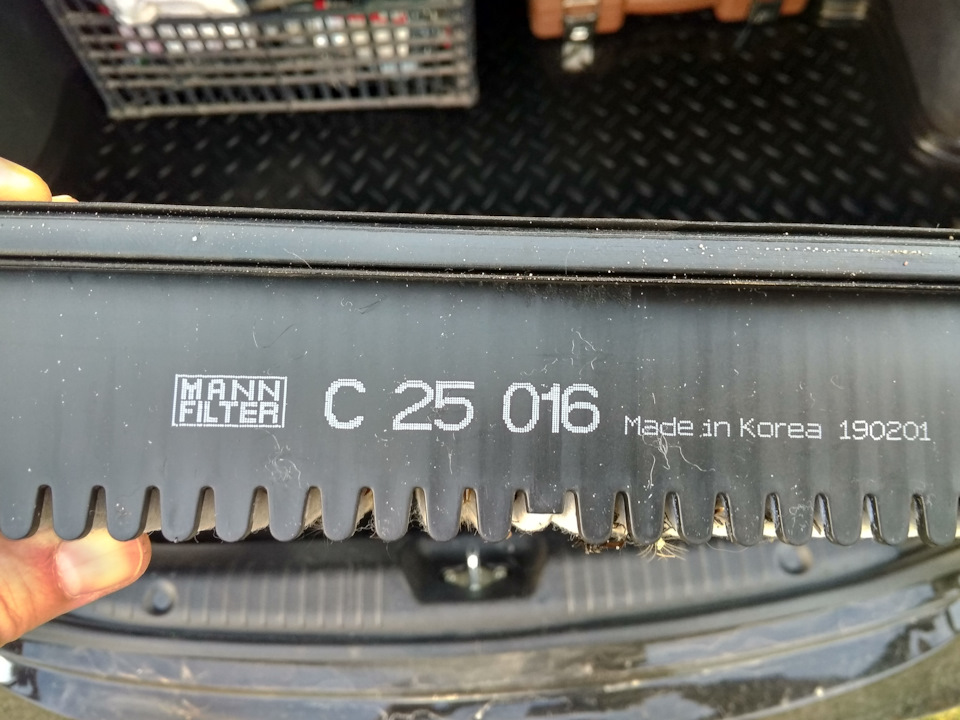 MANN
FILTER
C 25 016 Made in Korea 190201